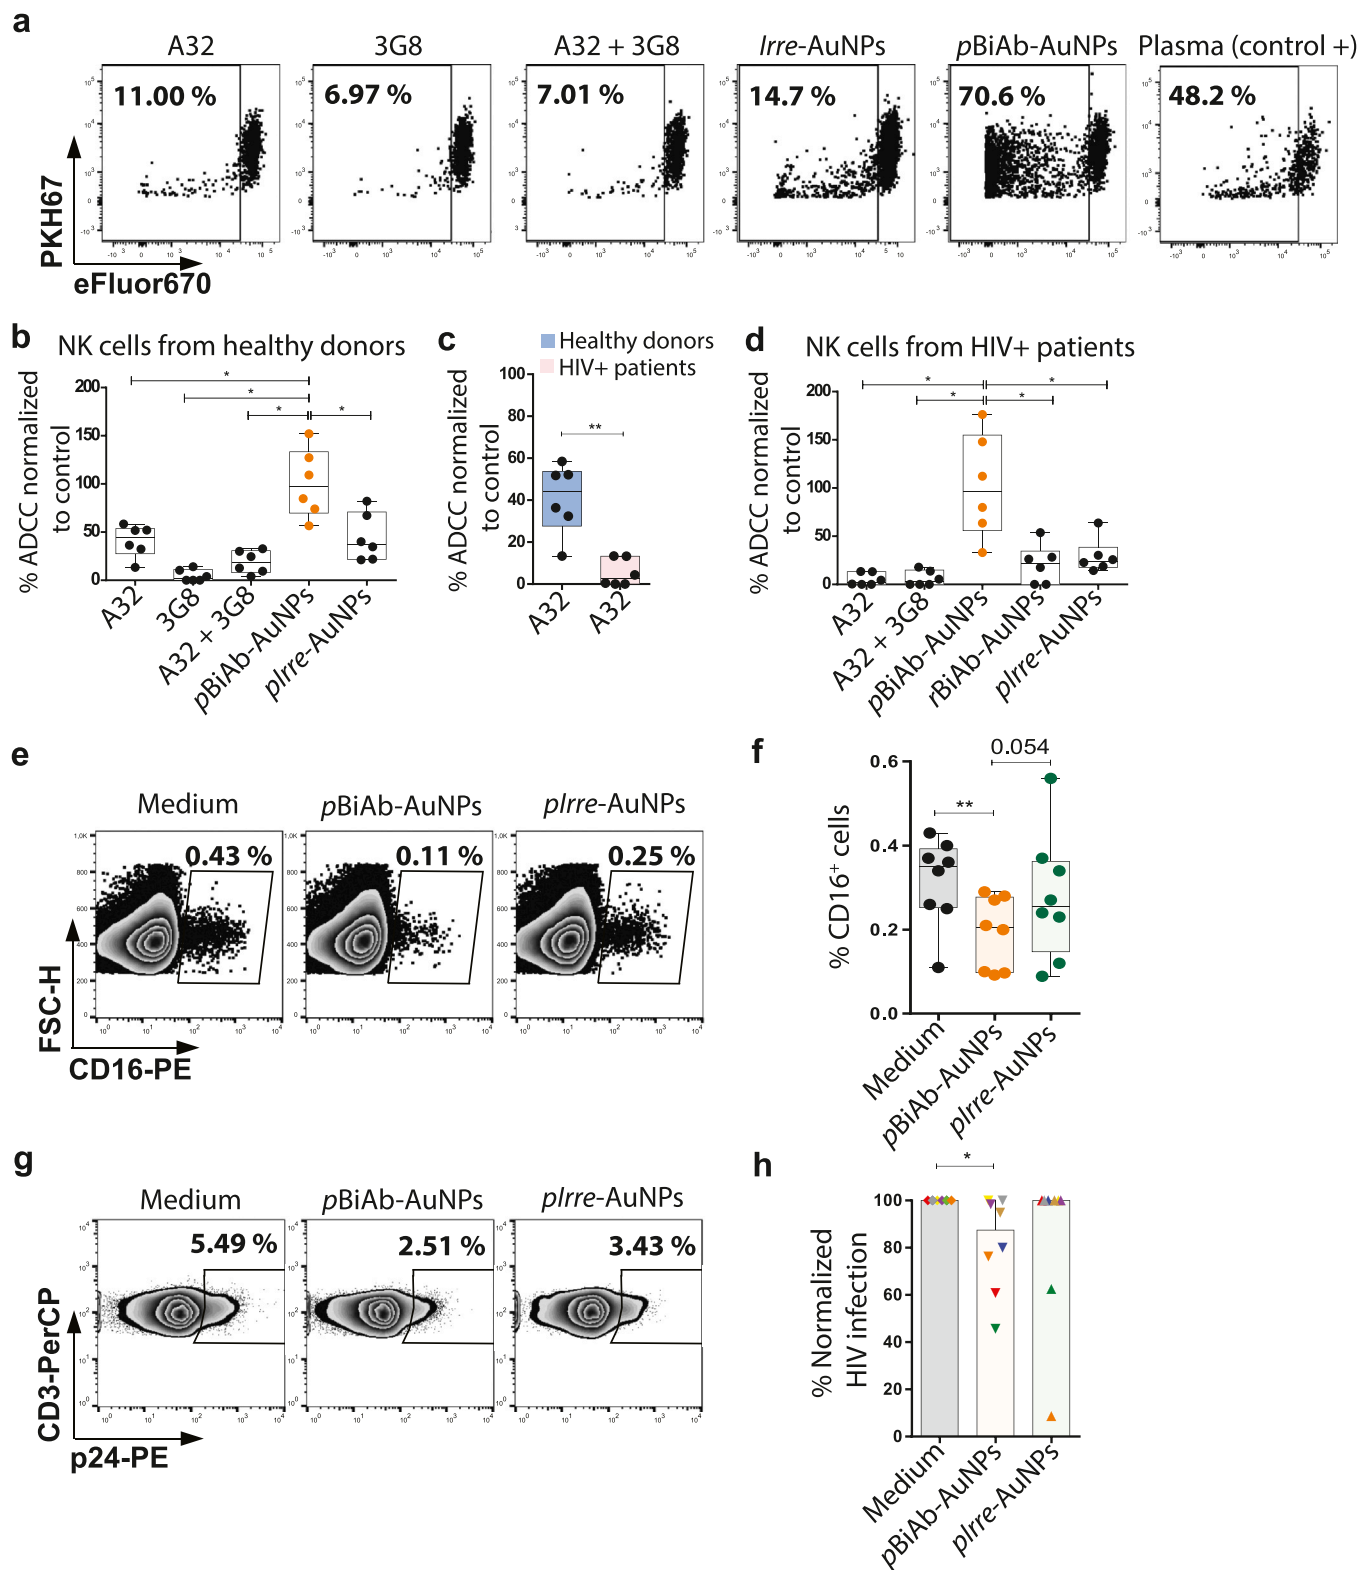 a
A32 3G8 A32 + 3G8 Irre-AuNPs pBiAb-AuNPs Plasma (control +)
11.00 % 6.97 % 7.01 % 14.7 % 70.6 % 48.2 %
PKH67
eFluor670
b
NK cells from healthy donors
% ADCC normalized
to control
200
150
100
50
0
* * * *
A32 3G8 A32 + 3G8 pBiAb-AuNPs pIrre-AuNPs
c
Healthy donors
HIV+ patients
% ADCC normalized
to control
100
80
60
40
20
0
**
A32 A32
d
NK cells from HIV+ patients
% ADCC normalized
to control
200
150
100
50
0
* * * *
A32 A32 + 3G8 pBiAb-AuNPs rBiAb-AuNPs pIrre-AuNPs
e
Medium pBiAb-AuNPs pIrre-AuNPs
0.43 % 0.11 % 0.25 %
1,0K
800
600
400
200
0
FSC-H
CD16-PE
f
0.054
**
% CD16+ cells
0.6
0.4
0.2
0.0
Medium pBiAb-AuNPs pIrre-AuNPs
g
Medium pBiAb-AuNPs pIrre-AuNPs
5.49 % 2.51 % 3.43 %
CD3-PerCP
p24-PE
h
*
% Normalized
HIV infection
100
80
60
40
20
0
Medium pBiAb-AuNPs pIrre-AuNPs